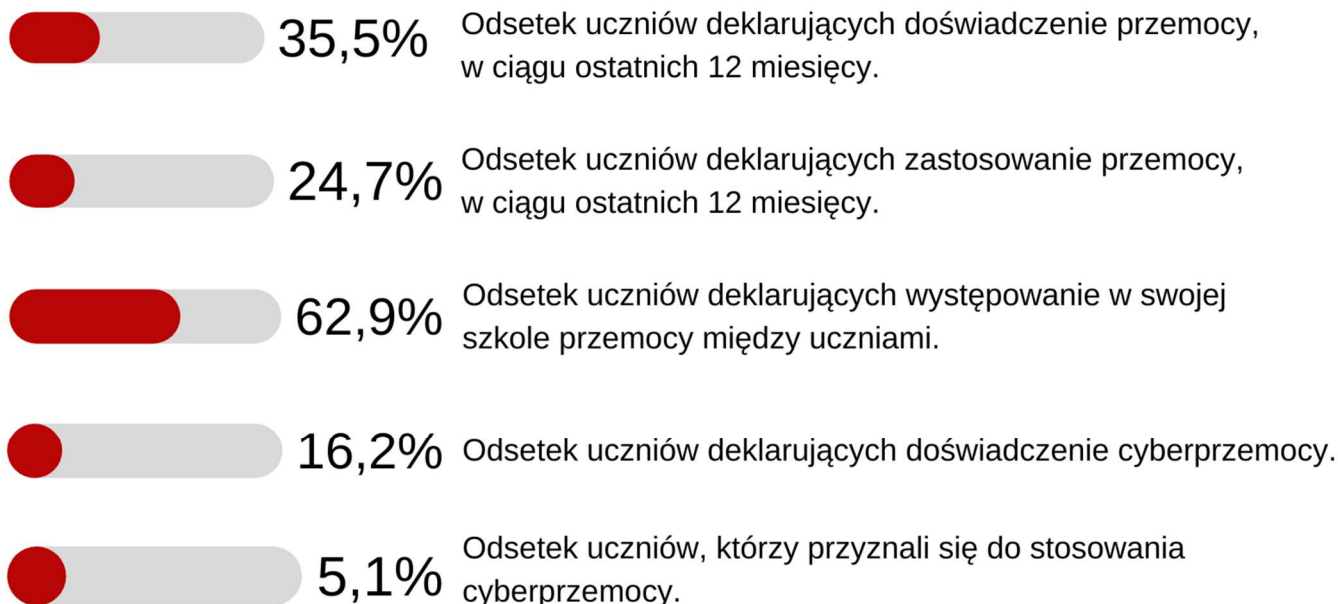 35,5% Odsetek uczniów deklarujących doświadczenie przemocy,
w ciągu ostatnich 12 miesięcy.
24,7% Odsetek uczniów deklarujących zastosowanie przemocy,
w ciągu ostatnich 12 miesięcy.
62,9% Odsetek uczniów deklarujących występowanie w swojej
szkole przemocy między uczniami.
16,2% Odsetek uczniów deklarujących doświadczenie cyberprzemocy.
5,1% Odsetek uczniów, którzy przyznali się do stosowania
cyberprzemocy.